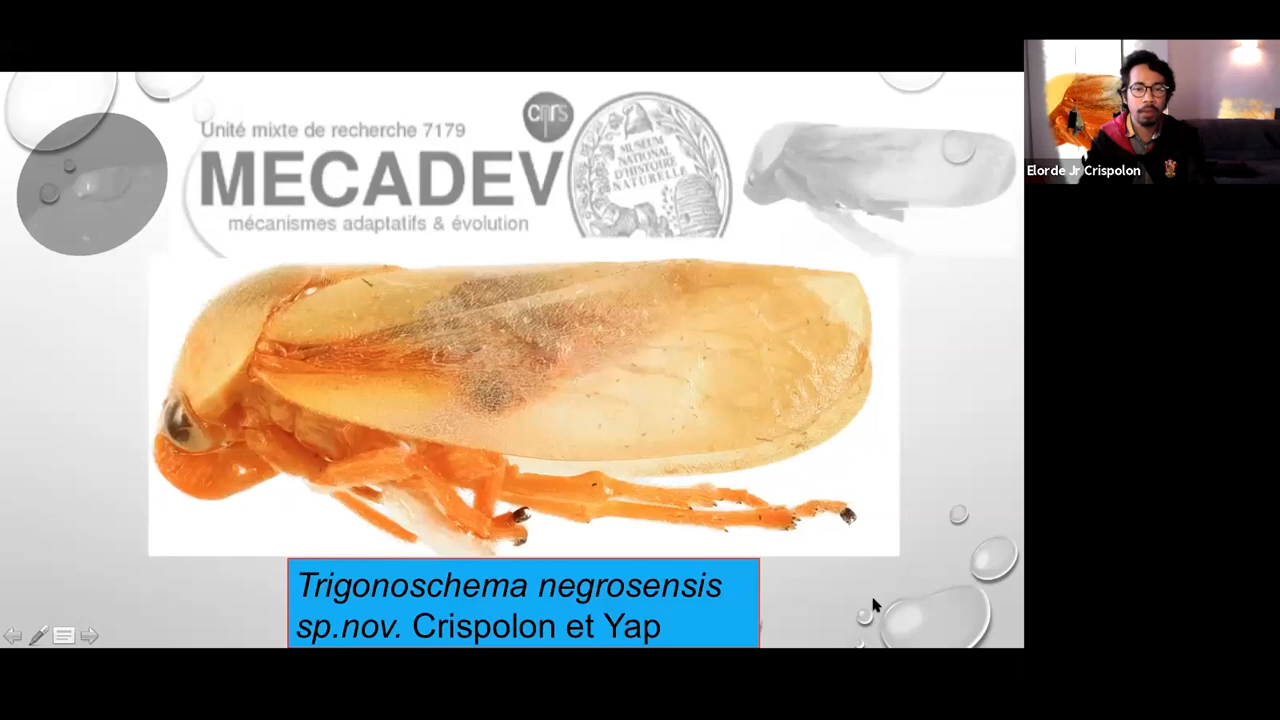 Unité mixte de recherche 7179
cnrs
MECADEV
mécanismes adaptatifs & évolution
MUSEUM
NATIONAL
D'HISTOIRE
NATURELLE
Elorde Jr Crispolon
Trigonoschema negrosensis
sp.nov. Crispolon et Yap